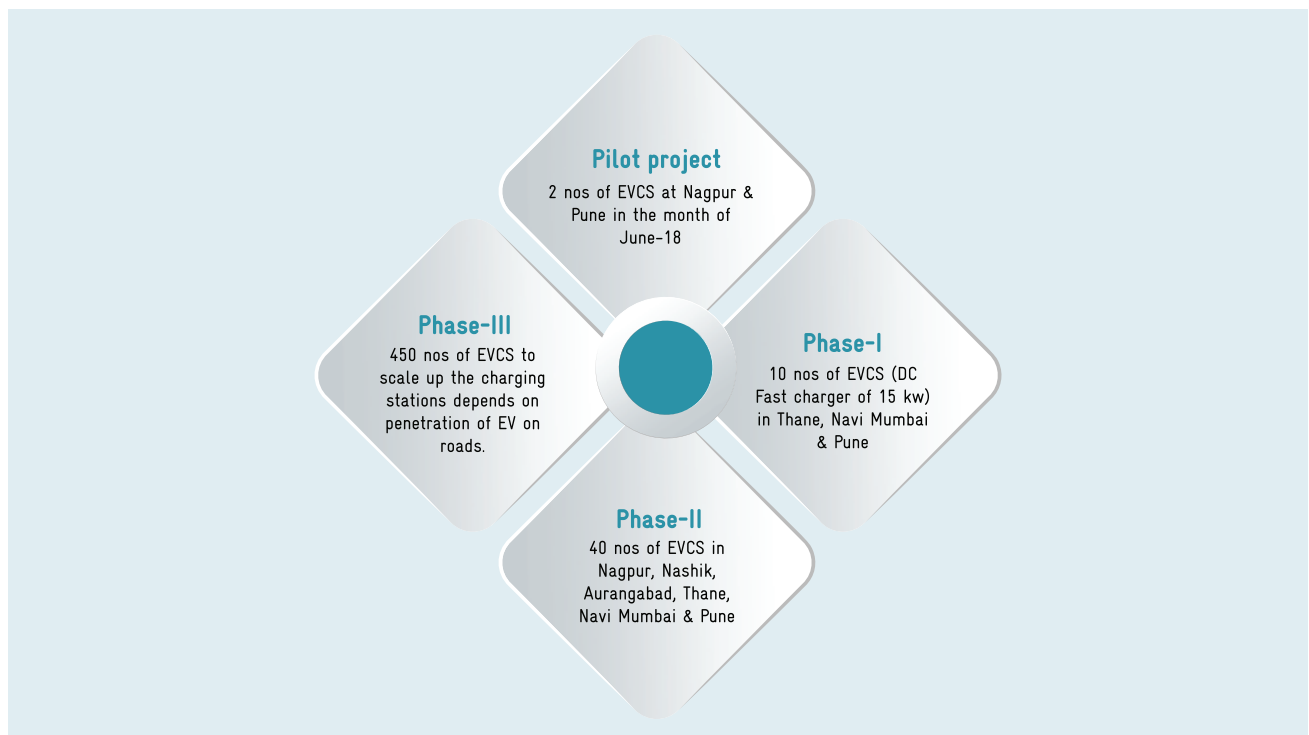 Pilot project
2 nos of EVCS at Nagpur &
Pune in the month of
June-18
Phase-I
10 nos of EVCS (DC
Fast charger of 15 kw)
in Thane, Navi Mumbai
& Pune
Phase-II
40 nos of EVCS in
Nagpur, Nashik,
Aurangabad, Thane,
Navi Mumbai & Pune
Phase-III
450 nos of EVCS to
scale up the charging
stations depends on
penetration of EV on
roads.